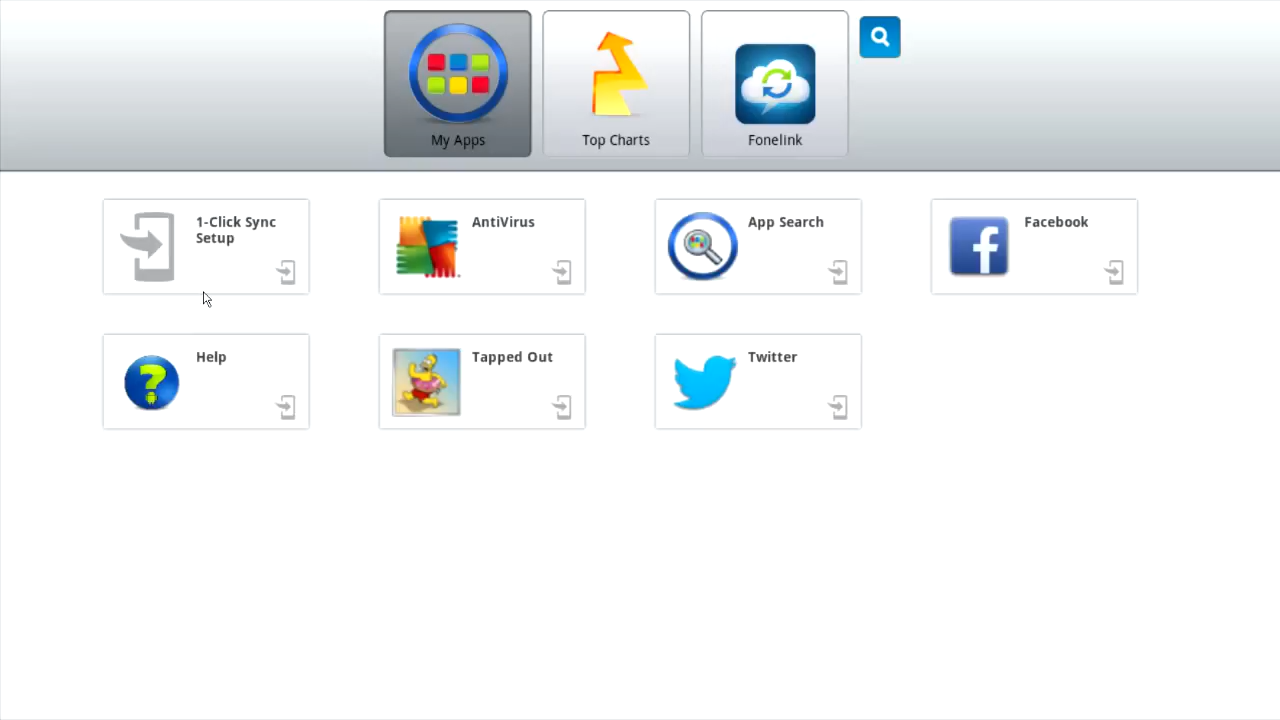 My Apps
Top Charts
Fonelink
1-Click Sync
Setup
AntiVirus
App Search
Facebook
Help
Tapped Out
Twitter